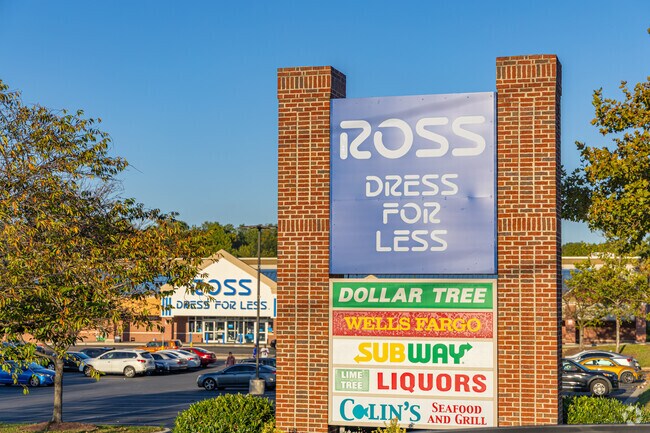 ROSS
DRESS
FOR
LESS
ROSS
DRESS FOR LESS
DOLLAR TREE
WELLS FARGO
SUBWAY
LIME TREE LIQUORS
COLIN'S SEAFOOD AND GRILL